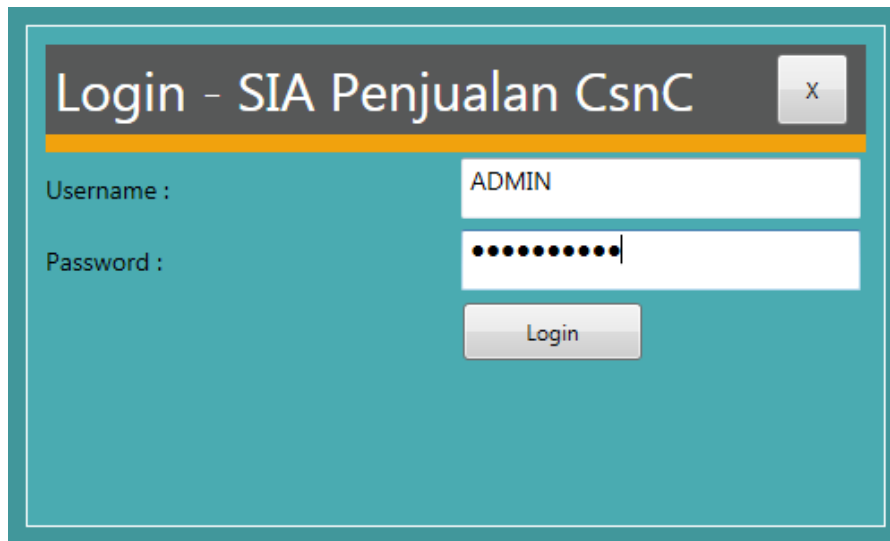 Login - SIA Penjualan CsnC
X
Username :
ADMIN
Password :
••••••••••
Login